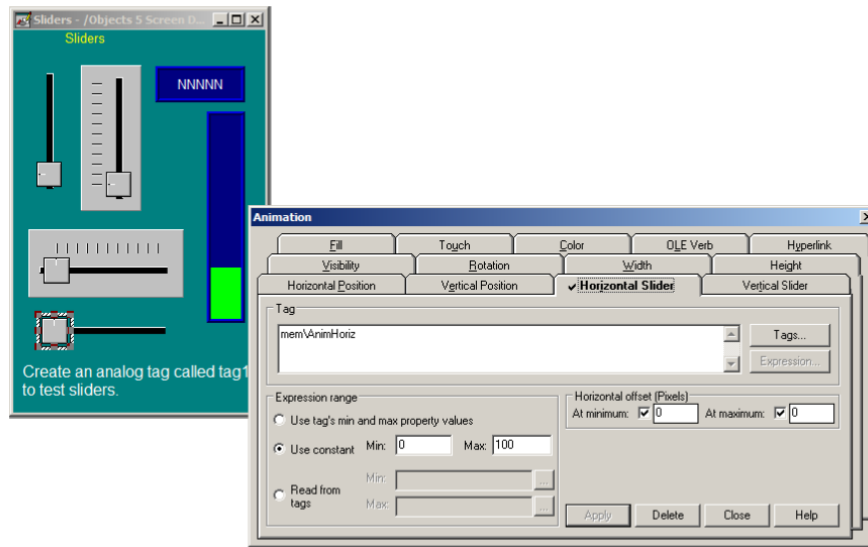 Sliders - /Objects 5 Screen D...
Sliders
NNNNN
Create an analog tag called tag1
to test sliders.
Animation
Fill
Touch
Color
OLE Verb
Hyperlink
Visibility
Rotation
Width
Height
Horizontal Position
Vertical Position
Horizontal Slider
Vertical Slider
Tag
mem\AnimHoriz
Tags...
Expression...
Expression range
Use tag's min and max property values
Use constant Min: 0 Max: 100
Read from
tags
Min: ...
Max: ...
Horizontal offset (Pixels)
At minimum: 0 At maximum: 0
Apply Delete Close Help